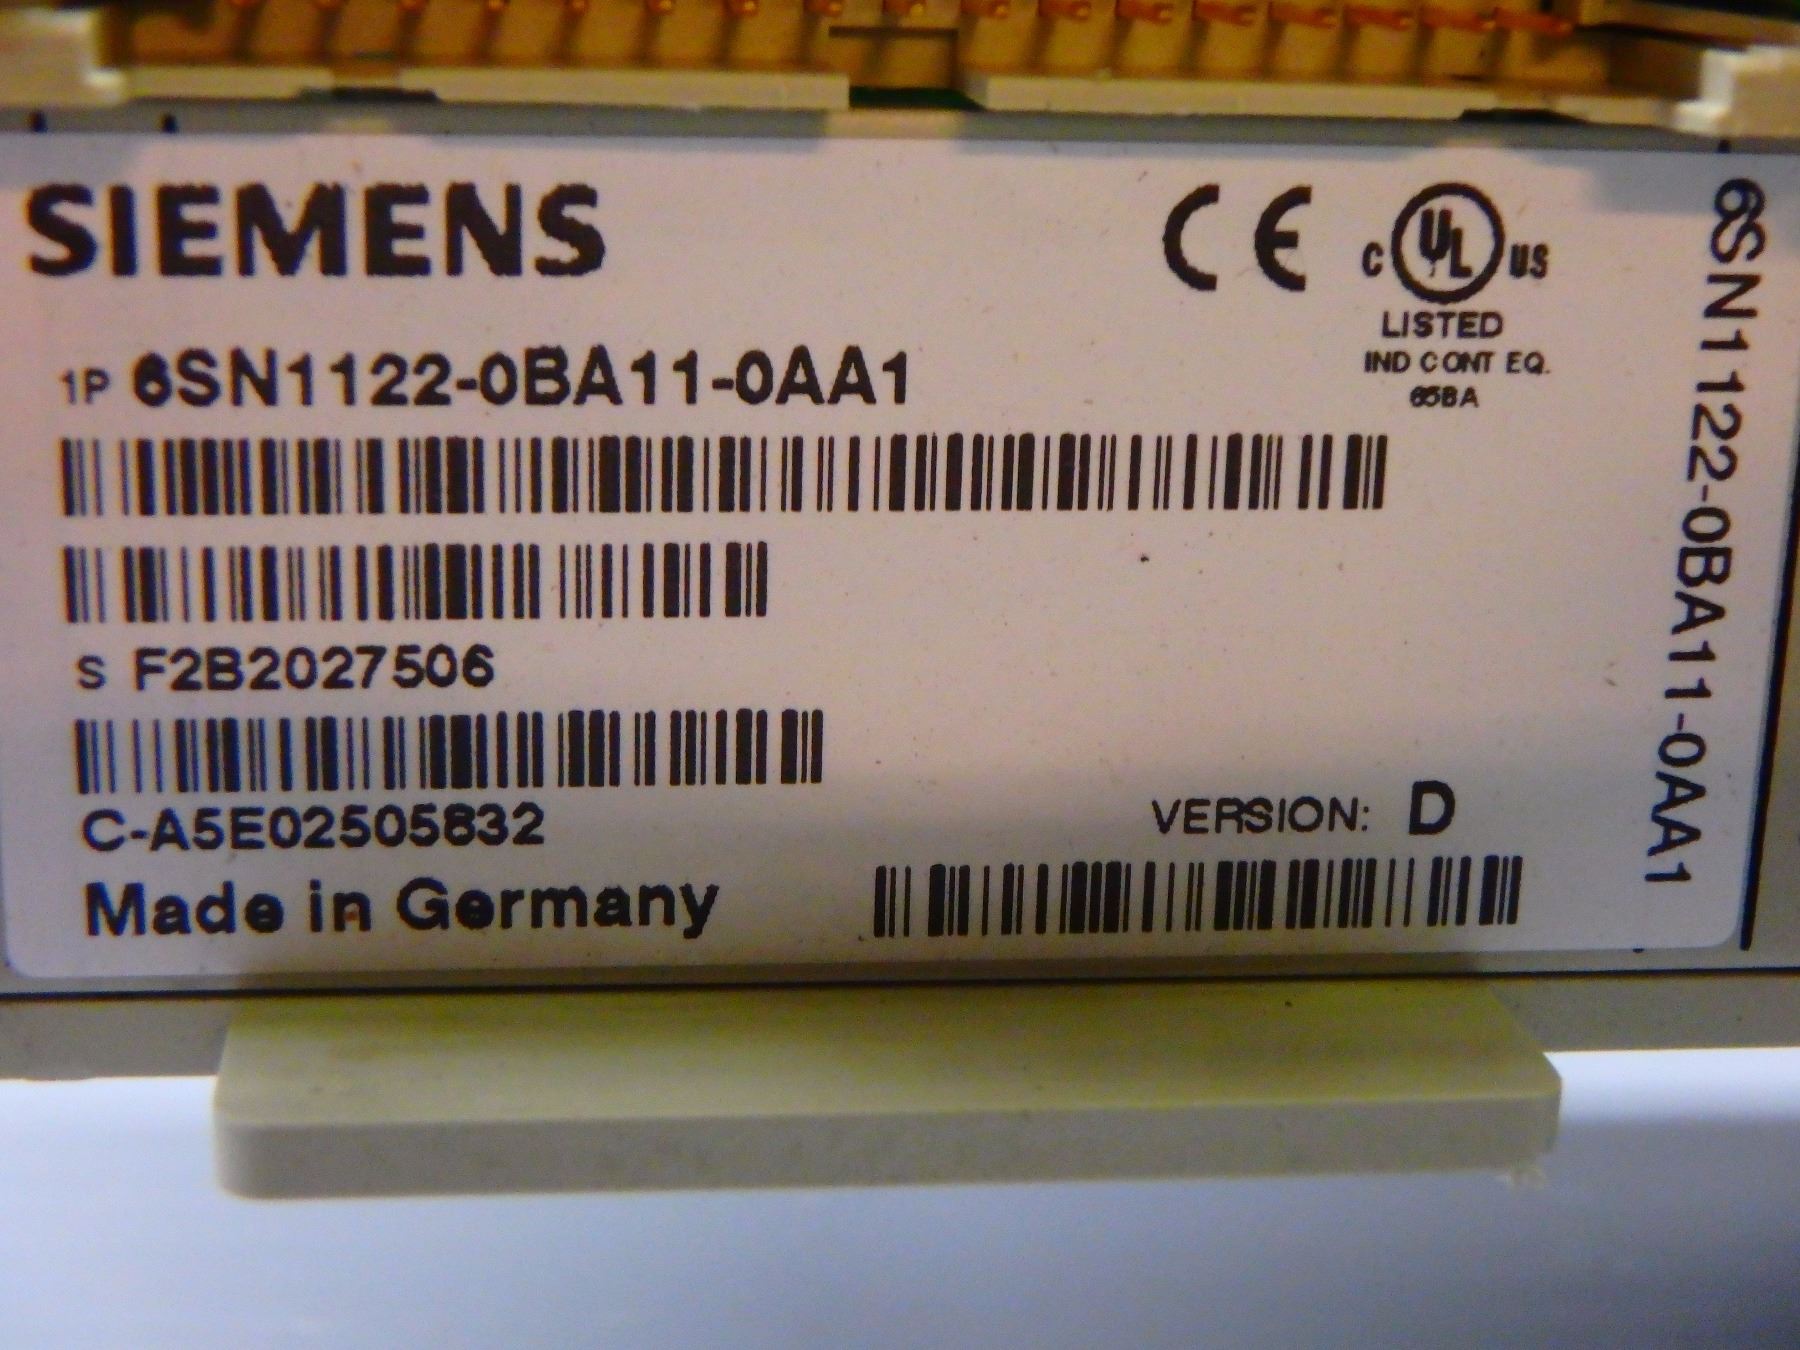 SIEMENS
CE
C UL US
LISTED
IND CONT EQ.
65BA
1P 6SN1122-0BA11-0AA1
S F2B2027506
C-A5E02505832
VERSION: D
Made in Germany
6SN1122-0BA11-0AA1